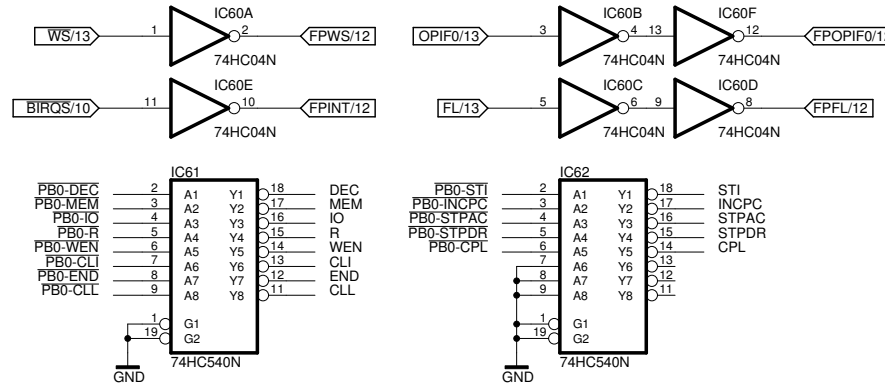 IC60A
WS/13 1 2 FPWS/12
74HC04N
IC60B IC60F
OPIF0/13 3 4 13 12 FPOPIF0/12
74HC04N 74HC04N
IC60E
BIRQS/10 11 10 FPINT/12
74HC04N
IC60C IC60D
FL/13 5 6 9 8 FPFL/12
74HC04N 74HC04N
IC61
PB0-DEC 2 A1 Y1 18 DEC
PB0-MEM 3 A2 Y2 17 MEM
PB0-IO 4 A3 Y3 16 IO
PB0-R 5 A4 Y4 15 R
PB0-WEN 6 A5 Y5 14 WEN
PB0-CLI 7 A6 Y6 13 CLI
PB0-END 8 A7 Y7 12 END
PB0-CLL 9 A8 Y8 11 CLL
1 G1
19 G2
74HC540N
GND
IC62
PB0-STI 2 A1 Y1 18 STI
PB0-INCPC 3 A2 Y2 17 INCPC
PB0-STPAC 4 A3 Y3 16 STPAC
PB0-STPDR 5 A4 Y4 15 STPDR
PB0-CPL 6 A5 Y5 14 CPL
7 A6 Y6 13
8 A7 Y7 12
9 A8 Y8 11
1 G1
19 G2
74HC540N
GND